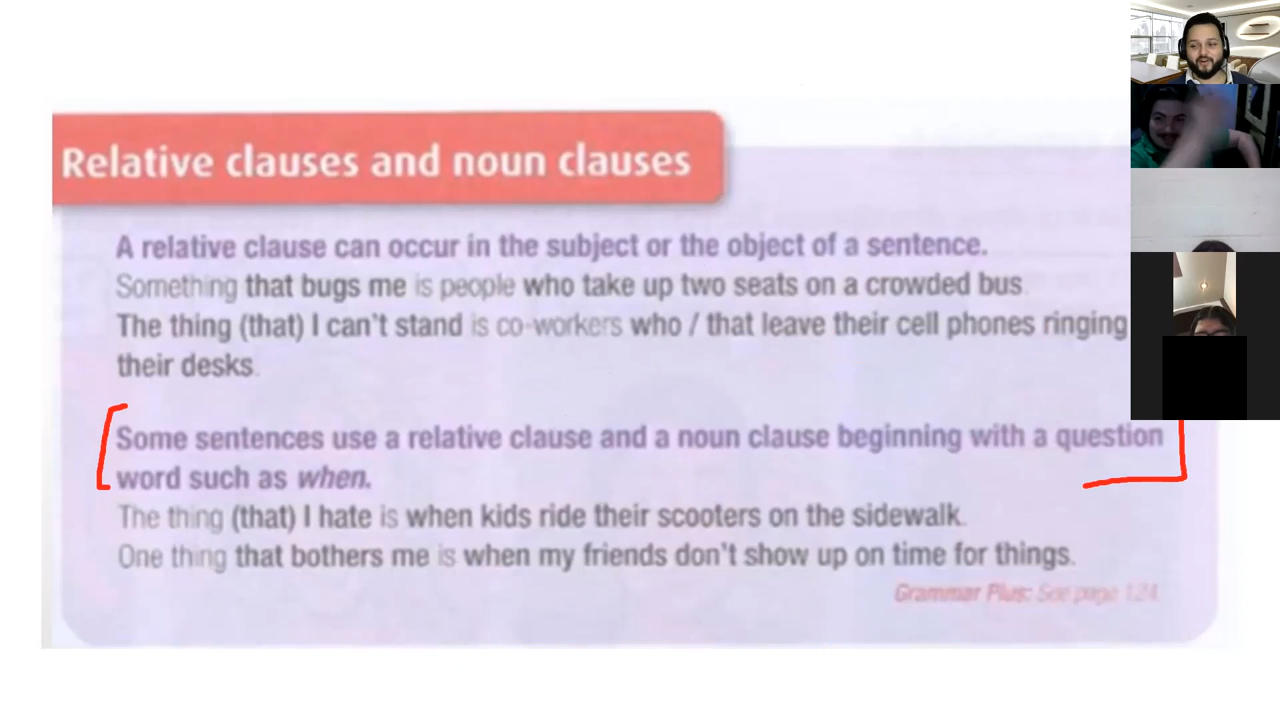 Relative clauses and noun clauses
A relative clause can occur in the subject or the object of a sentence.
Something that bugs me is people who take up two seats on a crowded bus.
The thing (that) I can't stand is co-workers who / that leave their cell phones ringing
their desks.
Some sentences use a relative clause and a noun clause beginning with a question
word such as when.
The thing (that) I hate is when kids ride their scooters on the sidewalk.
One thing that bothers me is when my friends don't show up on time for things.
Grammar Plus: See page 124